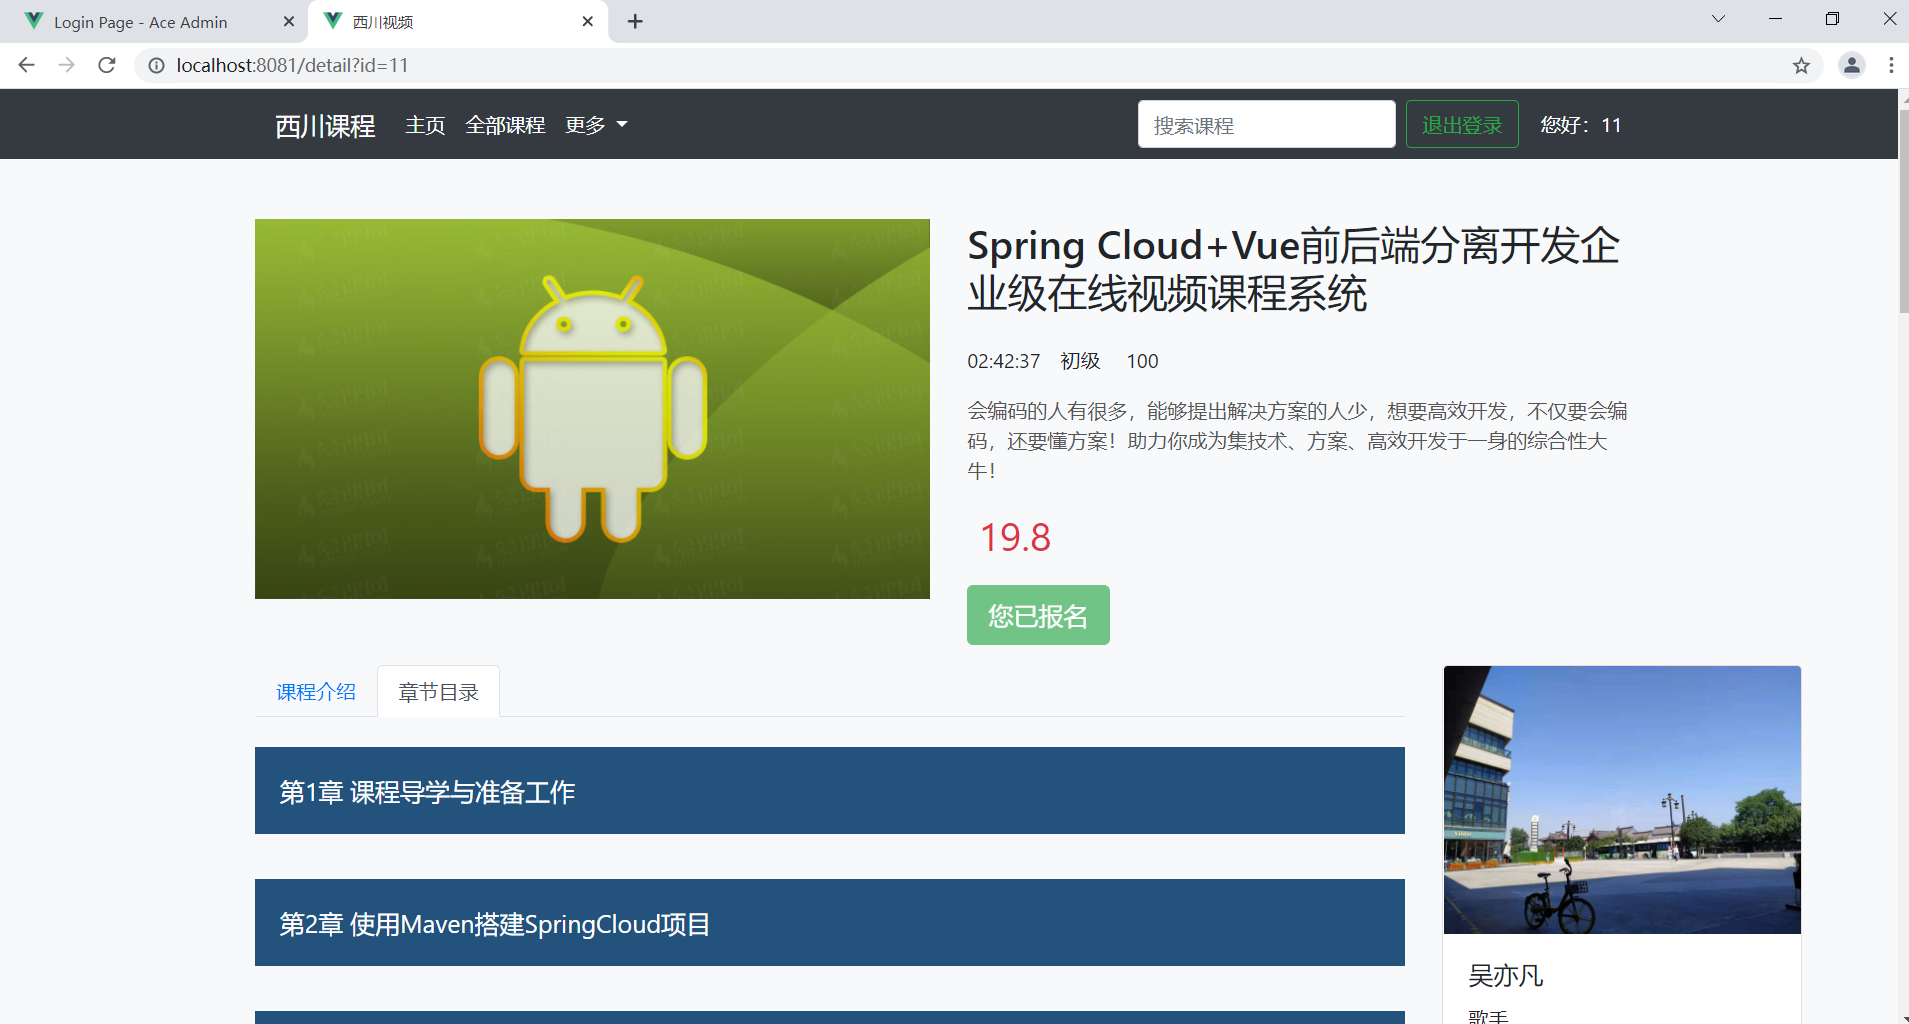 Login Page - Ace Admin
西川视频
localhost:8081/detail?id=11
西川课程
主页
全部课程
更多
搜索课程
退出登录
您好：11
Spring Cloud+Vue前后端分离开发企
业级在线视频课程系统
02:42:37 初级 100
会编码的人有很多，能够提出解决方案的人少，想要高效开发，不仅要会编
码，还要懂方案！助力你成为集技术、方案、高效开发于一身的综合性大
牛！
19.8
您已报名
课程介绍
章节目录
第1章 课程导学与准备工作
第2章 使用Maven搭建SpringCloud项目
吴亦凡
歌手